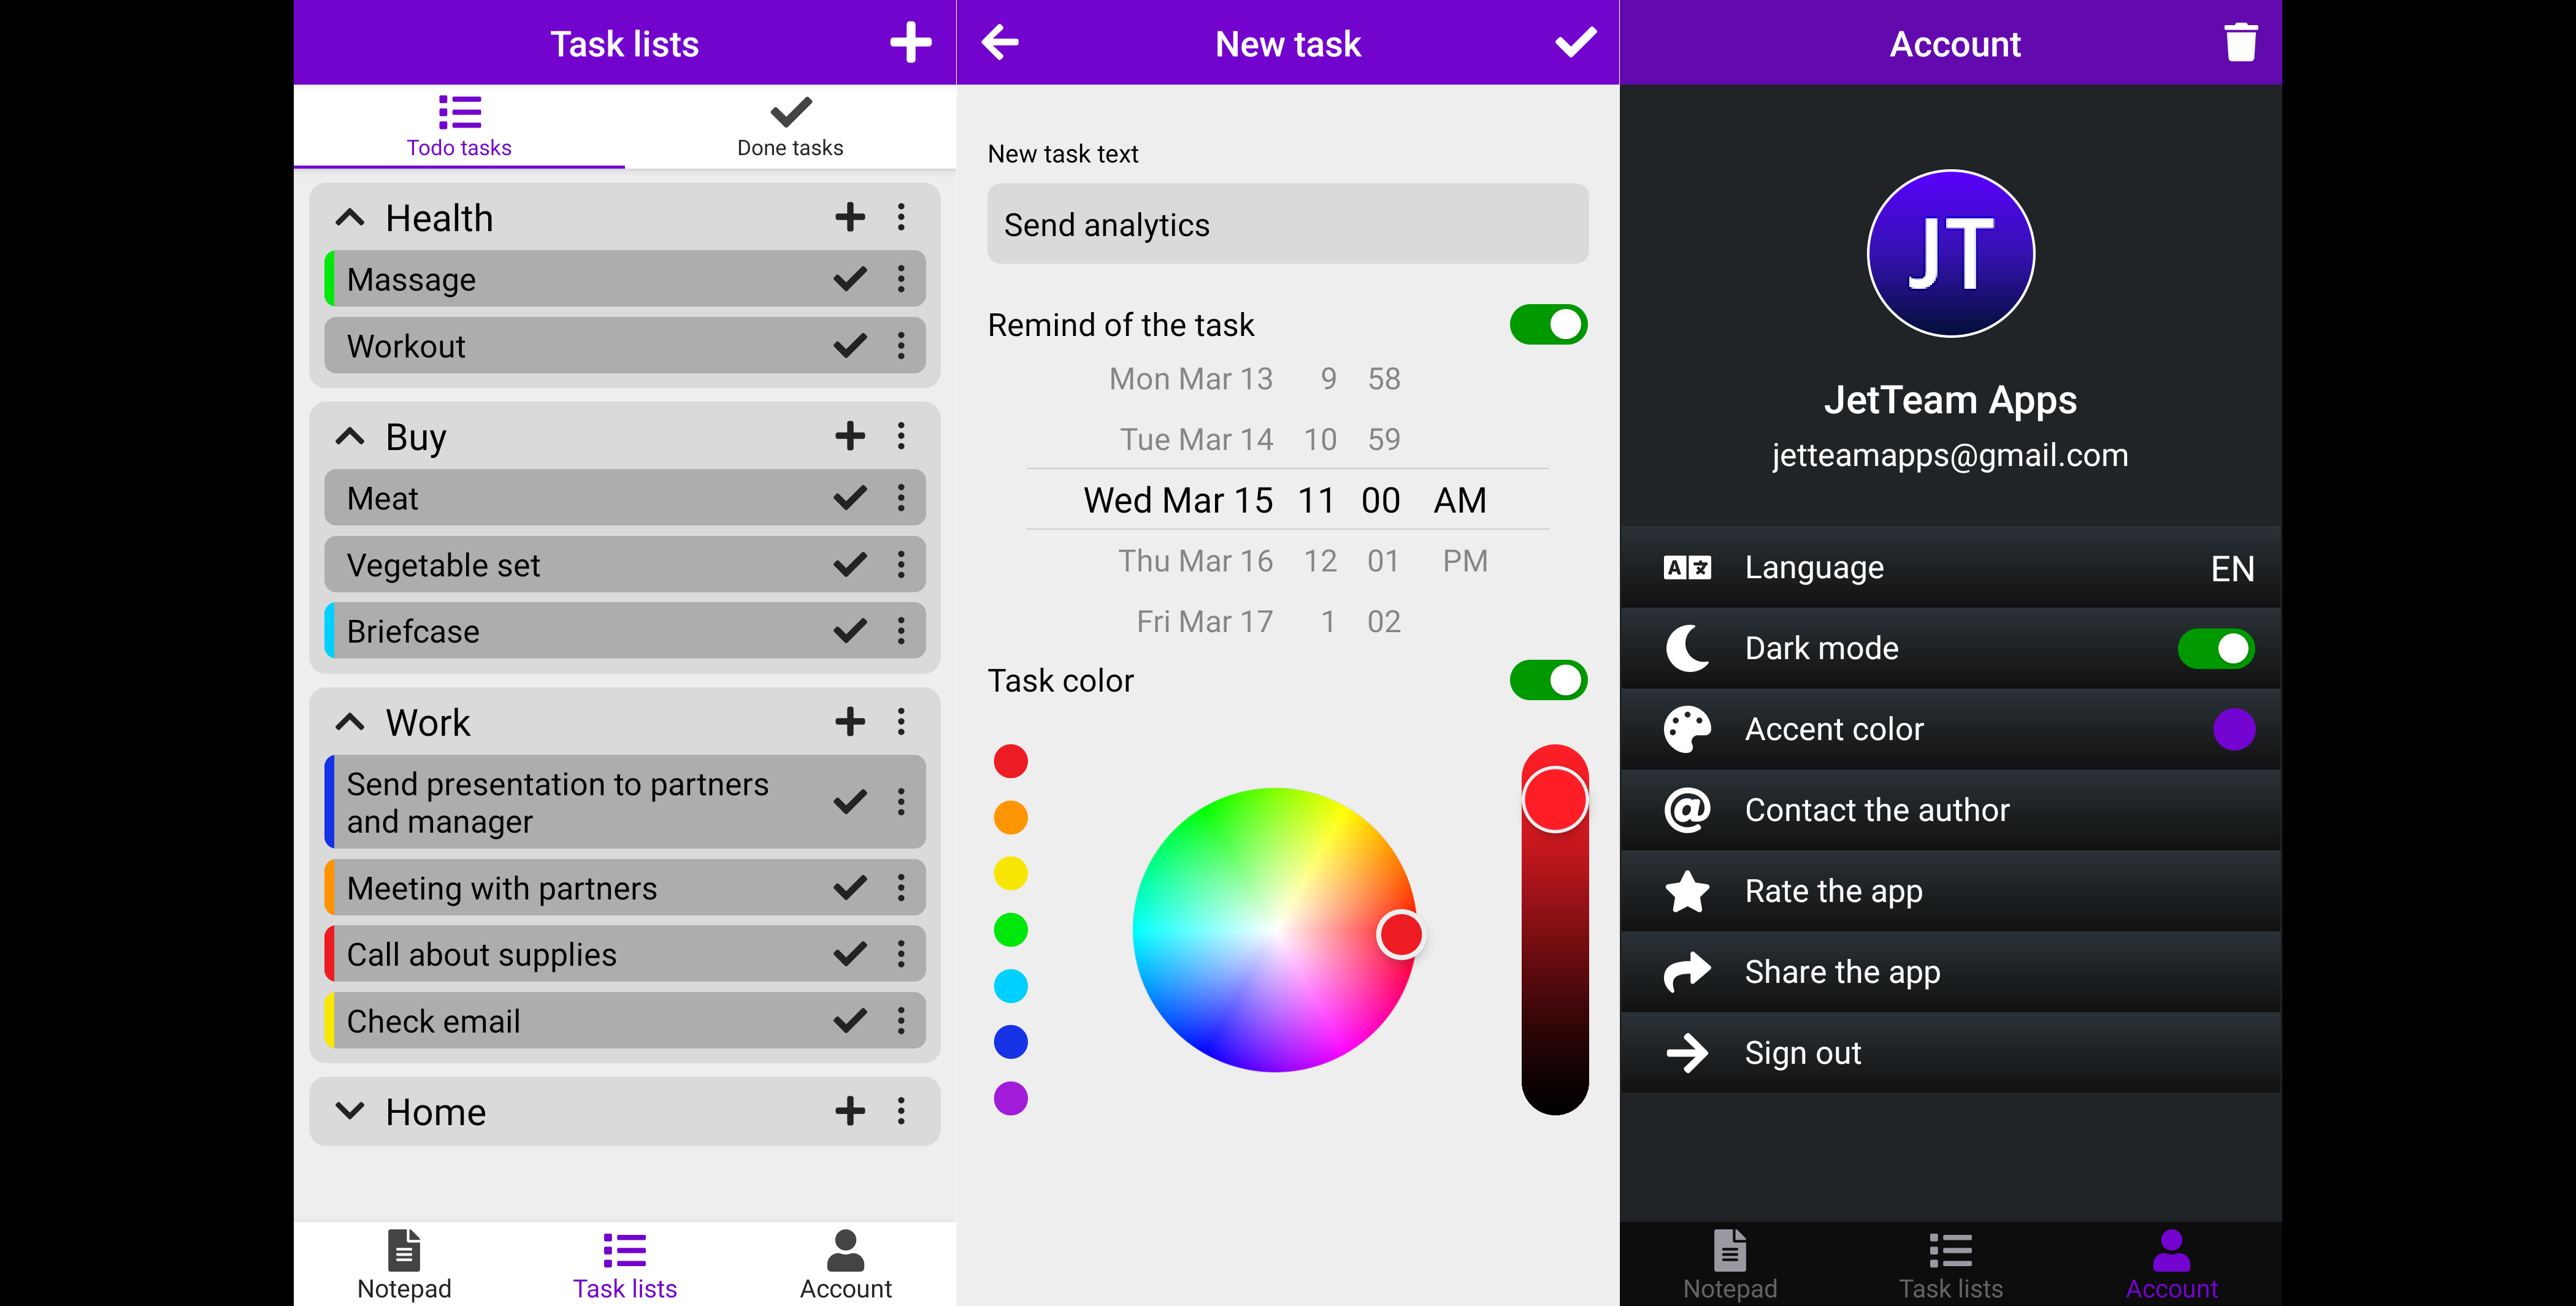 Task lists
Todo tasks
Done tasks
Health
Massage
Workout
Buy
Meat
Vegetable set
Briefcase
Work
Send presentation to partners
and manager
Meeting with partners
Call about supplies
Check email
Home
Notepad
Task lists
Account
New task
New task text
Send analytics
Remind of the task
Mon Mar 13 9 58
Tue Mar 14 10 59
Wed Mar 15 11 00 AM
Thu Mar 16 12 01 PM
Fri Mar 17 1 02
Task color
Account
JT
JetTeam Apps
jetteamapps@gmail.com
A 文
Language EN
Dark mode
Accent color
@ Contact the author
Rate the app
Share the app
Sign out
Notepad
Task lists
Account